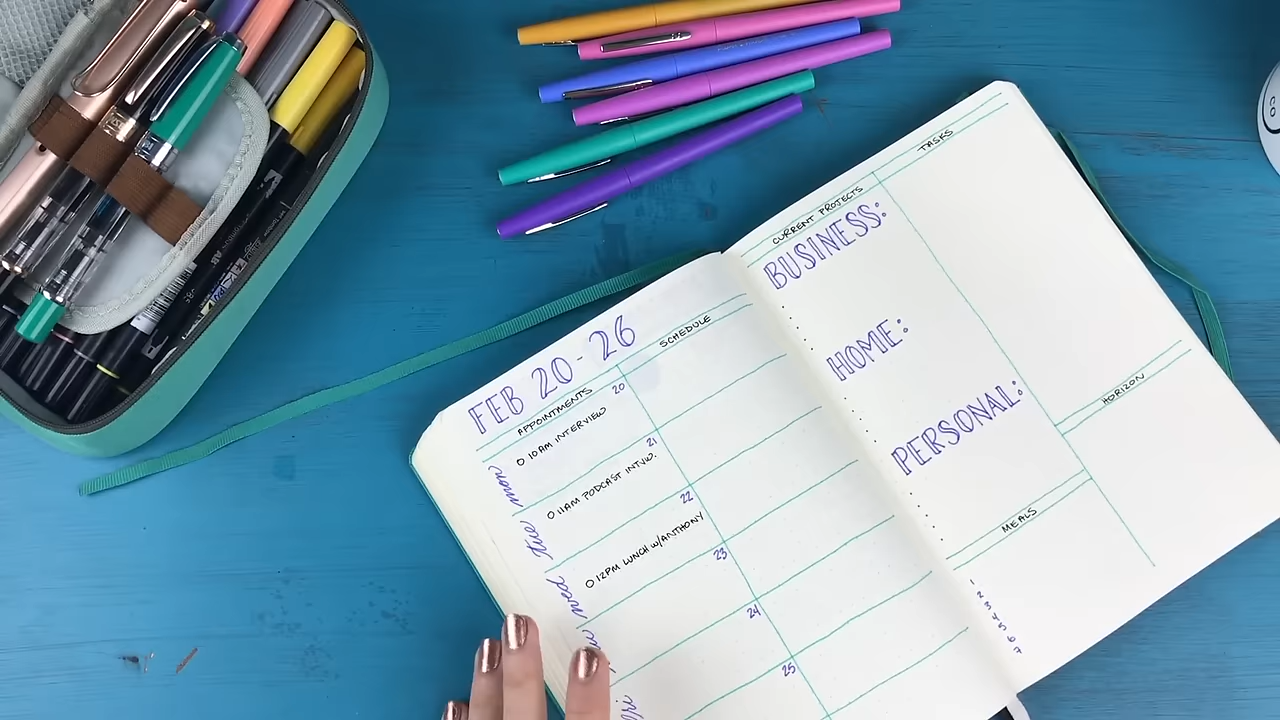 FEB 20-26
APPOINTMENTS
SCHEDULE
mon
20
O 10AM INTERVIEW
tue
21
O 11AM PODCAST INTVW.
wed
22
O 12PM LUNCH W/ANTHONY
23
24
25
CURRENT PROJECTS
TASKS
BUSINESS:
HOME:
PERSONAL:
HORIZON
MEALS
1
2
3
4
5
6
7